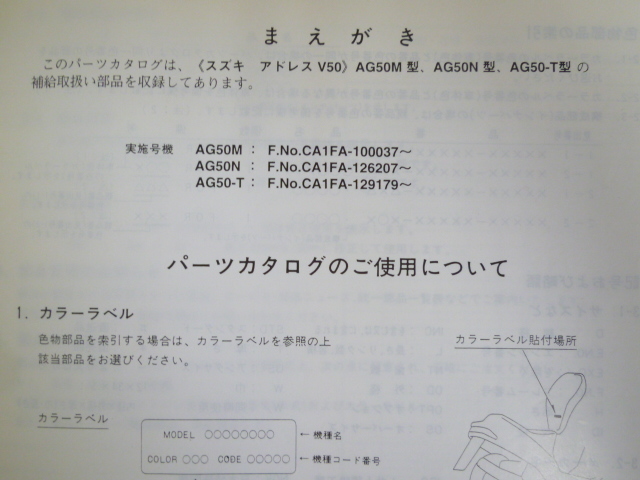 まえがき
このパーツカタログは、《スズキ　アドレス V50》AG50M 型、AG50N 型、AG50-T型 の
補給取扱い部品を収録してあります。
実施号機　AG50M : F.No.CA1FA-100037～
AG50N : F.No.CA1FA-126207～
AG50-T : F.No.CA1FA-129179～
パーツカタログのご使用について
1. カラーラベル
色物部品を索引する場合は、カラーラベルを参照の上
該当部品をお選びください。
カラーラベル貼付場所
カラーラベル
MODEL ○○○○○○○○ ←機種名
COLOR ○○○ CODE ○○○○○ ←機種コード番号